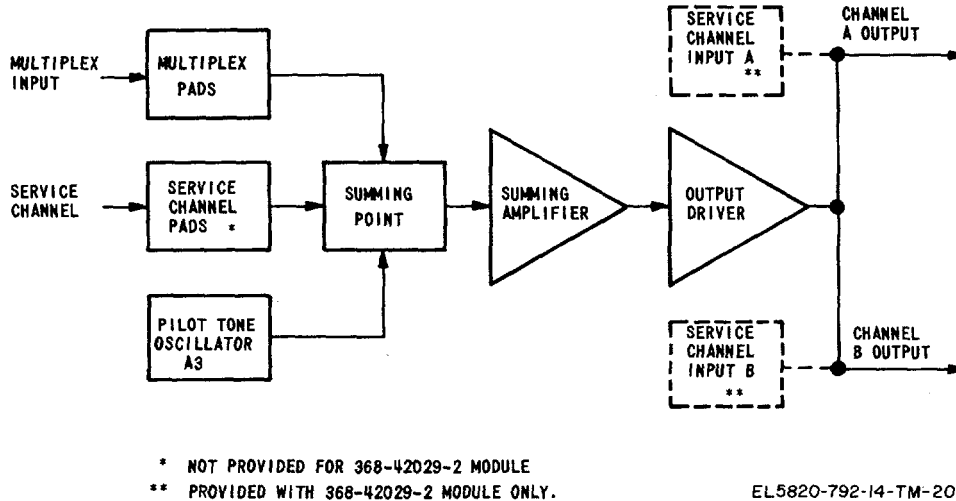 MULTIPLEX
INPUT
MULTIPLEX
PADS
SERVICE
CHANNEL
SERVICE
CHANNEL
PADS *
PILOT TONE
OSCILLATOR
A3
SUMMING
POINT
SUMMING
AMPLIFIER
OUTPUT
DRIVER
SERVICE
CHANNEL
INPUT A
**
CHANNEL
A OUTPUT
SERVICE
CHANNEL
INPUT B
**
CHANNEL
B OUTPUT
* NOT PROVIDED FOR 368-42029-2 MODULE
** PROVIDED WITH 368-42029-2 MODULE ONLY.
EL5820-792-14-TM-20